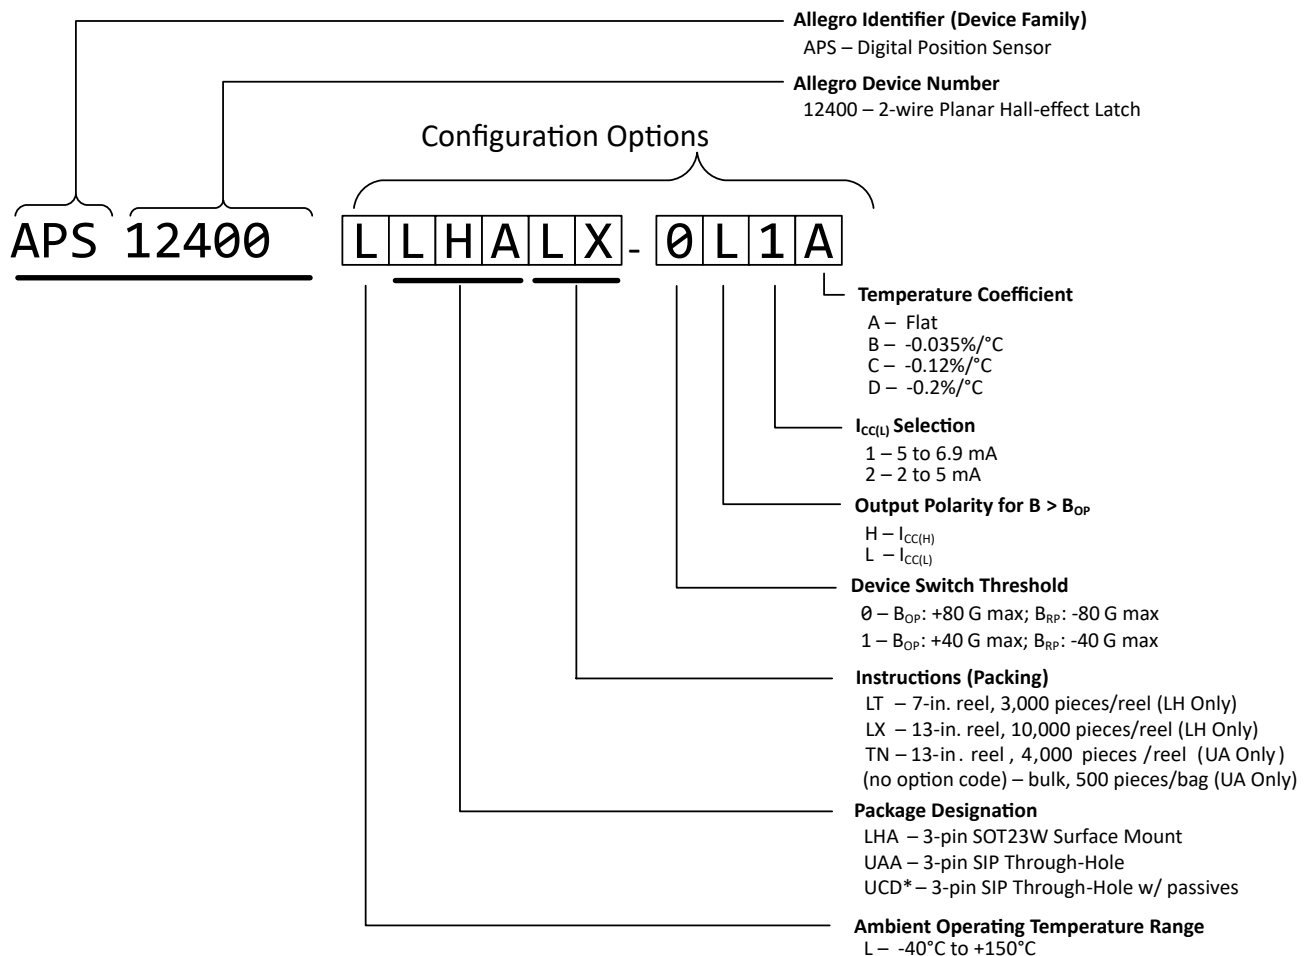 Allegro Identifier (Device Family)
APS – Digital Position Sensor
Allegro Device Number
12400 – 2-wire Planar Hall-effect Latch
Configuration Options
APS 12400 L L H A L X - 0 L 1 A
Temperature Coefficient
A – Flat
B – -0.035%/°C
C – -0.12%/°C
D – -0.2%/°C
ICC(L) Selection
1 – 5 to 6.9 mA
2 – 2 to 5 mA
Output Polarity for B > BOP
H – ICC(H)
L – ICC(L)
Device Switch Threshold
0 – BOP: +80 G max; BRP: -80 G max
1 – BOP: +40 G max; BRP: -40 G max
Instructions (Packing)
LT – 7-in. reel, 3,000 pieces/reel (LH Only)
LX – 13-in. reel, 10,000 pieces/reel (LH Only)
TN – 13-in. reel , 4,000 pieces /reel (UA Only)
(no option code) – bulk, 500 pieces/bag (UA Only)
Package Designation
LHA – 3-pin SOT23W Surface Mount
UAA – 3-pin SIP Through-Hole
UCD* – 3-pin SIP Through-Hole w/ passives
Ambient Operating Temperature Range
L – -40°C to +150°C